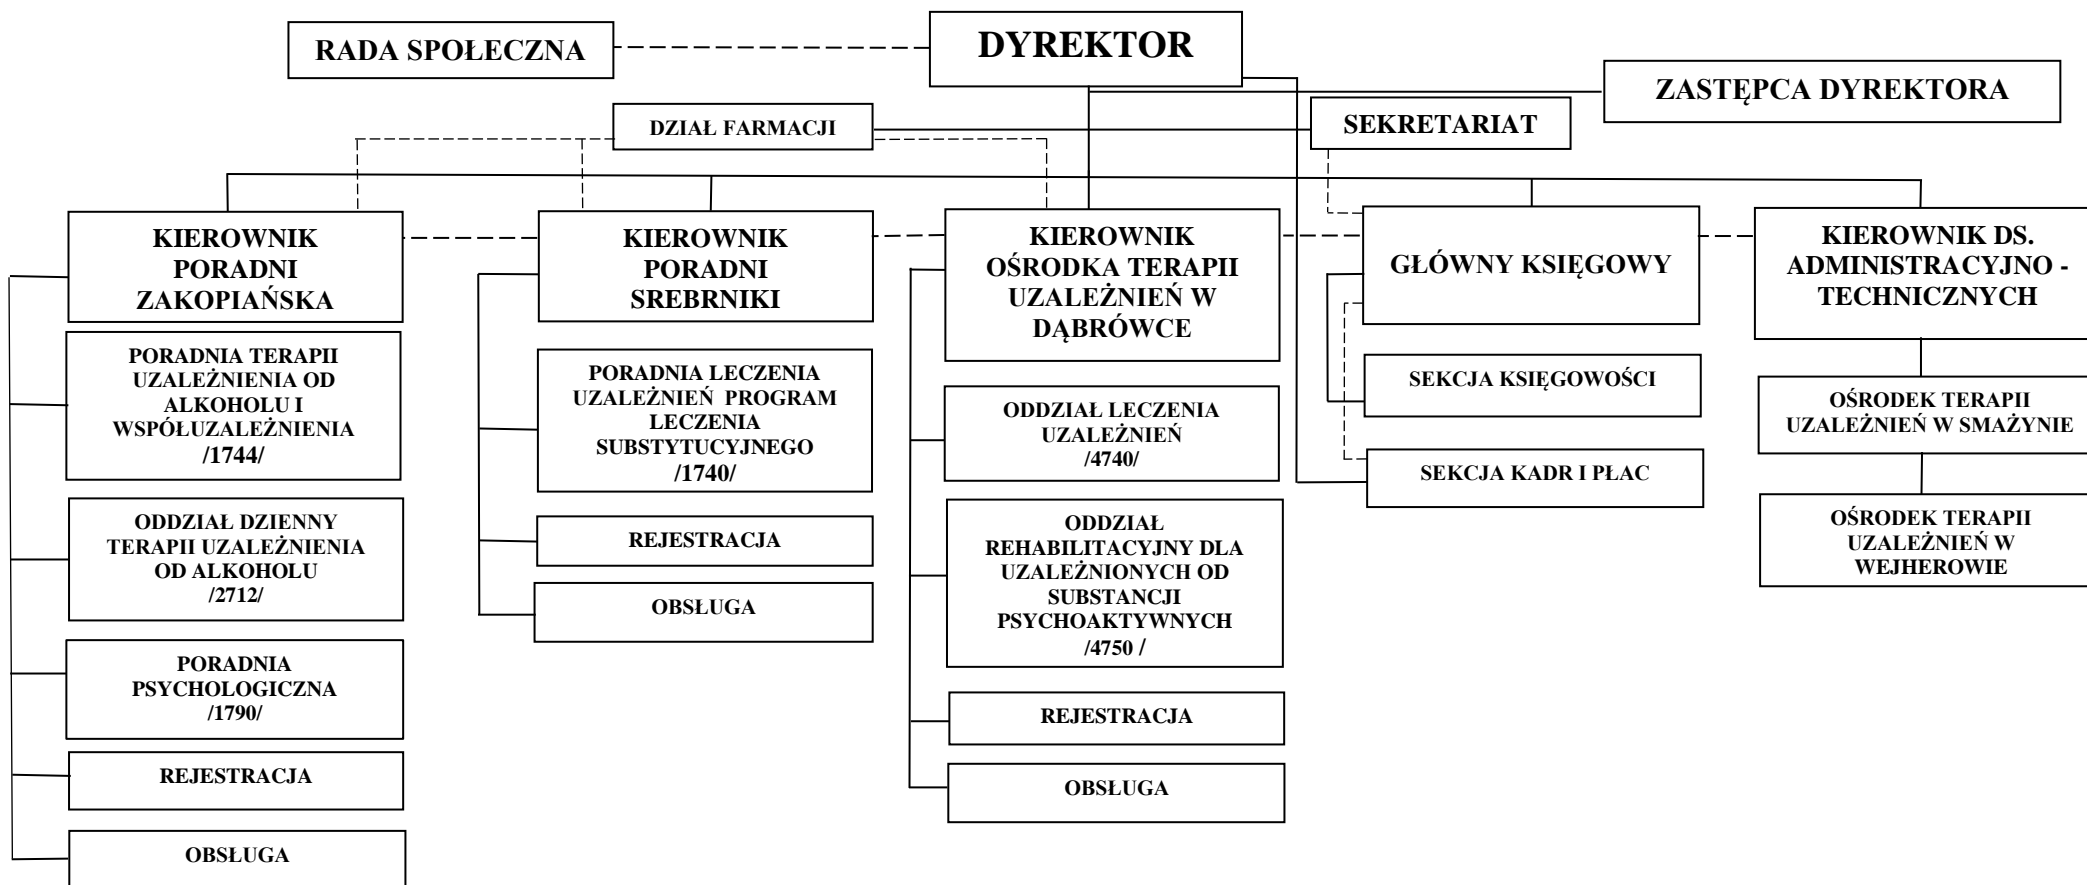 RADA SPOŁECZNA
DYREKTOR
ZASTĘPCA DYREKTORA
DZIAŁ FARMACJI
SEKRETARIAT
KIEROWNIK
PORADNI
ZAKOPIAŃSKA
PORADNIA TERAPII
UZALEŻNIENIA OD
ALKOHOLU I
WSPÓŁUZALEŻNIENIA
/1744/
ODDZIAŁ DZIENNY
TERAPII UZALEŻNIENIA
OD ALKOHOLU
/2712/
PORADNIA
PSYCHOLOGICZNA
/1790/
REJESTRACJA
OBSŁUGA
KIEROWNIK
PORADNI
SREBRNIKI
PORADNIA LECZENIA
UZALEŻNIEŃ PROGRAM
LECZENIA
SUBSTYTUCYJNEGO
/1740/
REJESTRACJA
OBSŁUGA
KIEROWNIK
OŚRODKA TERAPII
UZALEŻNIEŃ W
DĄBRÓWCE
ODDZIAŁ LECZENIA
UZALEŻNIEŃ
/4740/
ODDZIAŁ
REHABILITACYJNY DLA
UZALEŻNIONYCH OD
SUBSTANCJI
PSYCHOAKTYWNYCH
/4750 /
REJESTRACJA
OBSŁUGA
GŁÓWNY KSIĘGOWY
SEKCJA KSIĘGOWOŚCI
SEKCJA KADR I PŁAC
KIEROWNIK DS.
ADMINISTRACYJNO -
TECHNICZNYCH
OŚRODEK TERAPII
UZALEŻNIEŃ W SMAŻYNIE
OŚRODEK TERAPII
UZALEŻNIEŃ W
WEJHEROWIE